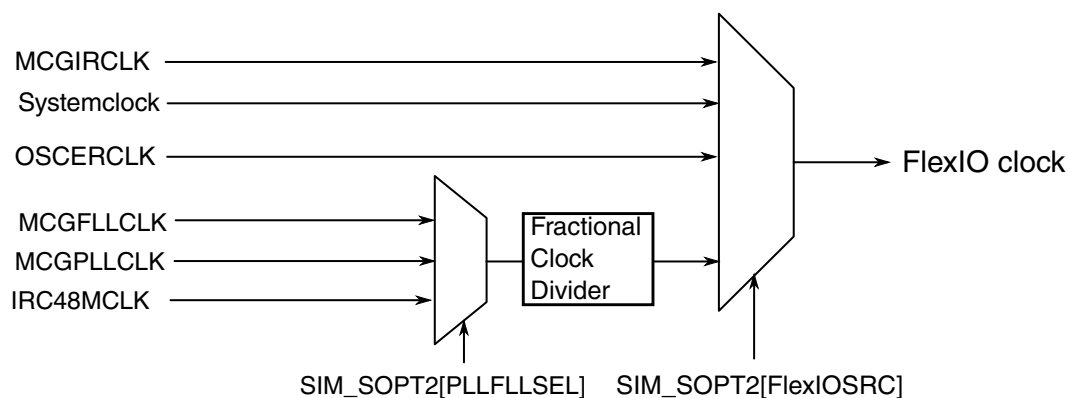 MCGIRCLK
Systemclock
OSCERCLK
FlexIO clock
MCGFLLCLK
MCGPLLCLK
IRC48MCLK
Fractional
Clock
Divider
SIM_SOPT2[PLLFLLSEL]
SIM_SOPT2[FlexIOSRC]